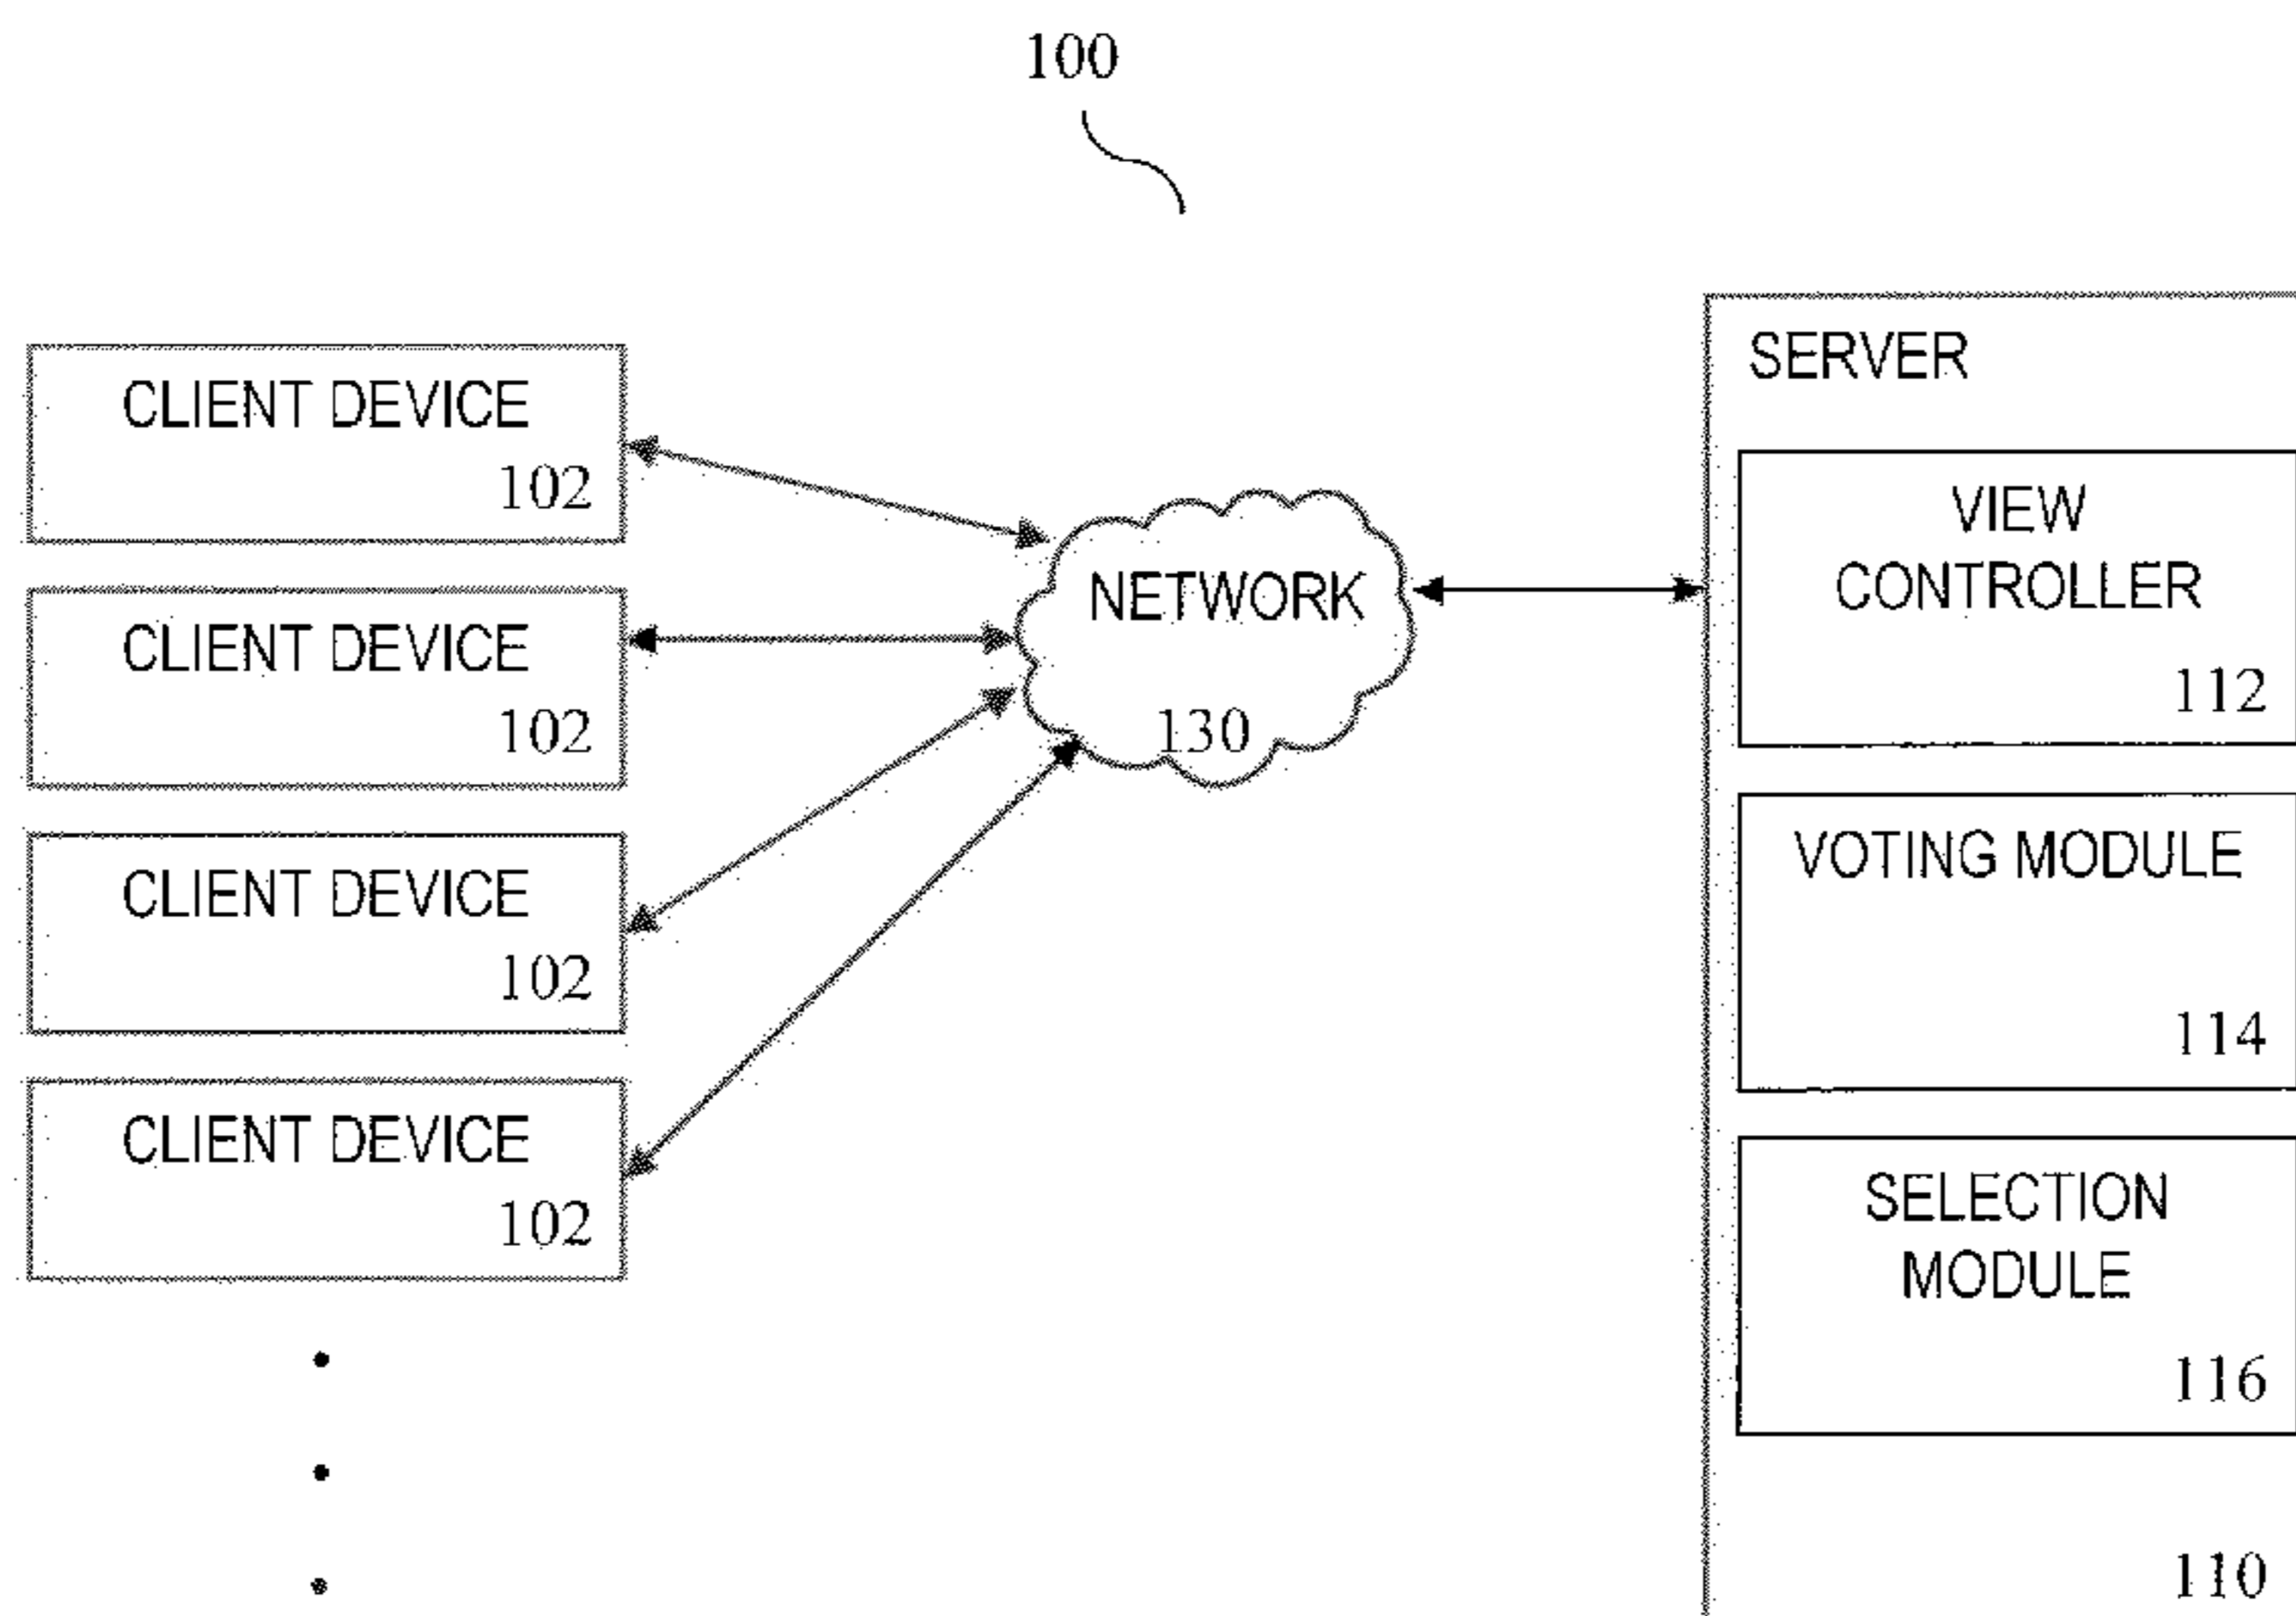 100
CLIENT DEVICE
102
CLIENT DEVICE
102
CLIENT DEVICE
102
CLIENT DEVICE
102
NETWORK
130
SERVER
VIEW
CONTROLLER
112
VOTING MODULE
114
SELECTION
MODULE
116
110